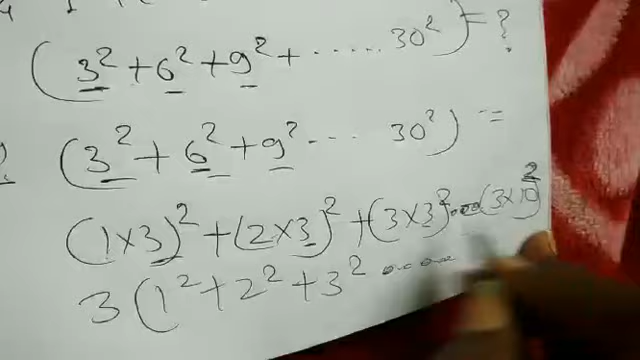 (3² + 6² + 9² + ...... 30²) = ?
(3² + 6² + 9² .... 30²) =
(1×3)² + (2×3)² + (3×3)² .... (3×10)²
3 (1² + 2² + 3² ....